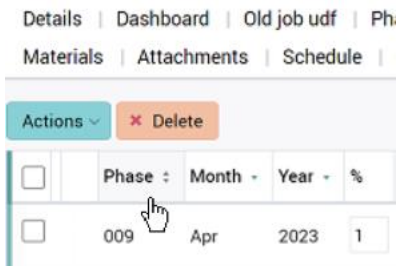 Details | Dashboard | Old job udf |
Materials | Attachments | Schedule |
Actions Delete
Phase Month Year %
009 Apr 2023 1